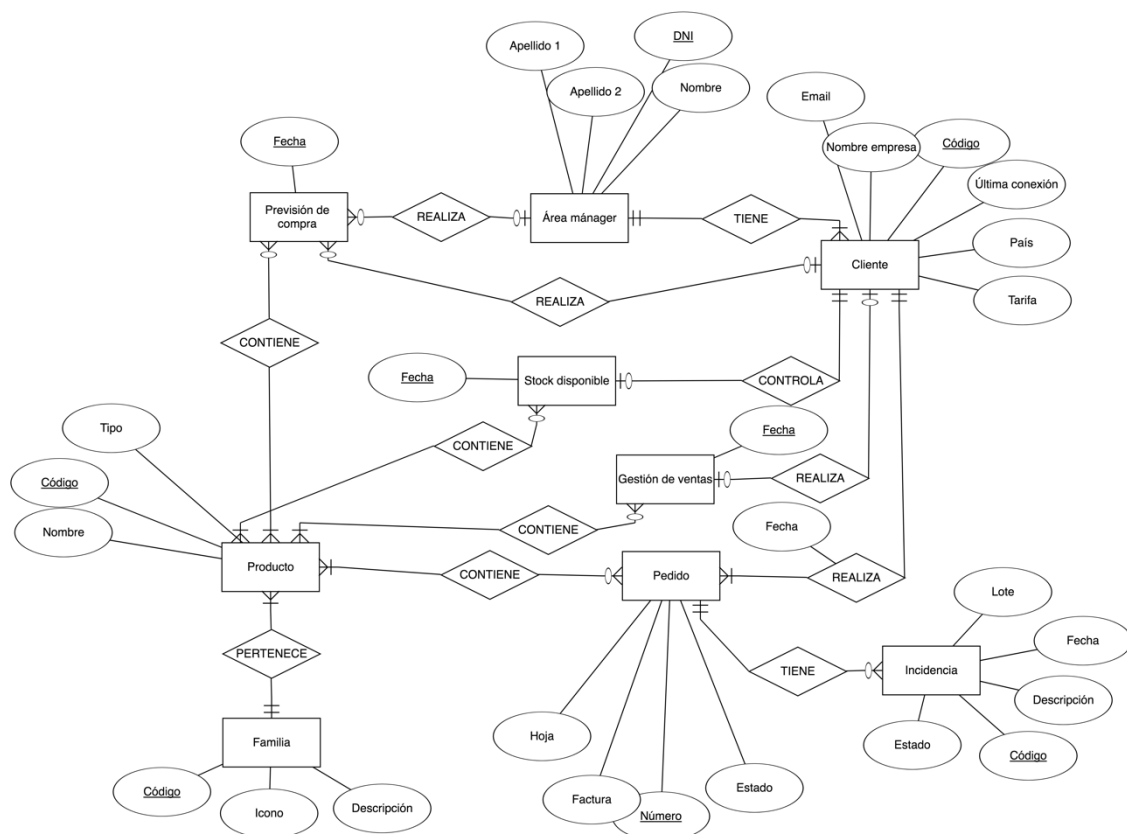 Apellido 1
DNI
Apellido 2
Nombre
Email
Nombre empresa
Código
Última conexión
País
Tarifa
Fecha
Previsión de
compra
REALIZA
Área mánager
TIENE
Cliente
REALIZA
CONTIENE
Fecha
Stock disponible
CONTROLA
Tipo
CONTIENE
Fecha
Código
Gestión de ventas
REALIZA
Nombre
CONTIENE
Fecha
Producto
CONTIENE
Pedido
REALIZA
Lote
PERTENECE
TIENE
Incidencia
Fecha
Descripción
Hoja
Estado
Código
Familia
Código
Icono
Descripción
Factura
Número
Estado